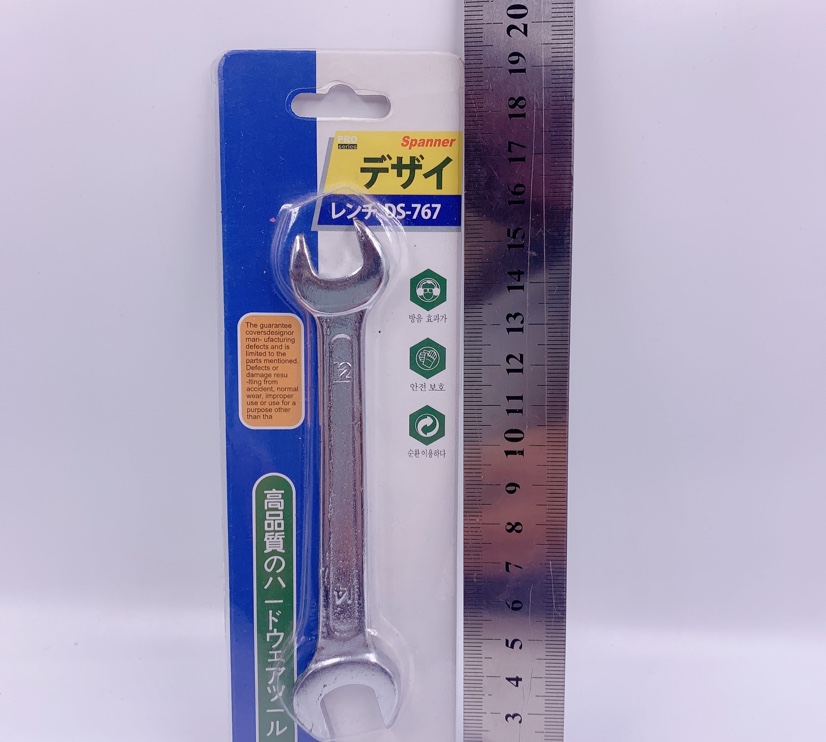 PRO
series
Spanner
デザイ
レンチ DS-767
방음 효과가
안전 보호
순환 이용하다
The guarantee
coversdesignor
man- ufacturing
defects and is
limited to the
parts mentioned.
Defects or
damage resu
-lting from
accident, normal
wear, improper
use or use for a
purpose other
than tha
高品質のハードウェアツール
20
19
18
17
16
15
14
13
12
11
10
9
8
7
6
5
4
3